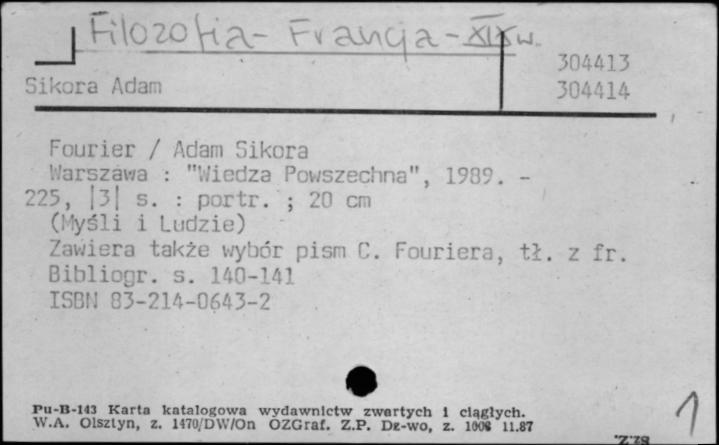 Filozofia - Francja - XIX w.
304413
Sikora Adam
304414
Fourier / Adam Sikora
Warszawa : "Wiedza Powszechna", 1989. -
225, |3| s. : portr. ; 20 cm
(Myśli i Ludzie)
Zawiera także wybór pism C. Fouriera, tł. z fr.
Bibliogr. s. 140-141
ISBN 83-214-0643-2
Pu-B-143 Karta katalogowa wydawnictw zwartych i ciągłych.
W.A. Olsztyn, z. 1470/DW/On OZGraf. Z.P. Dz-wo, z. 1008 11.87
1